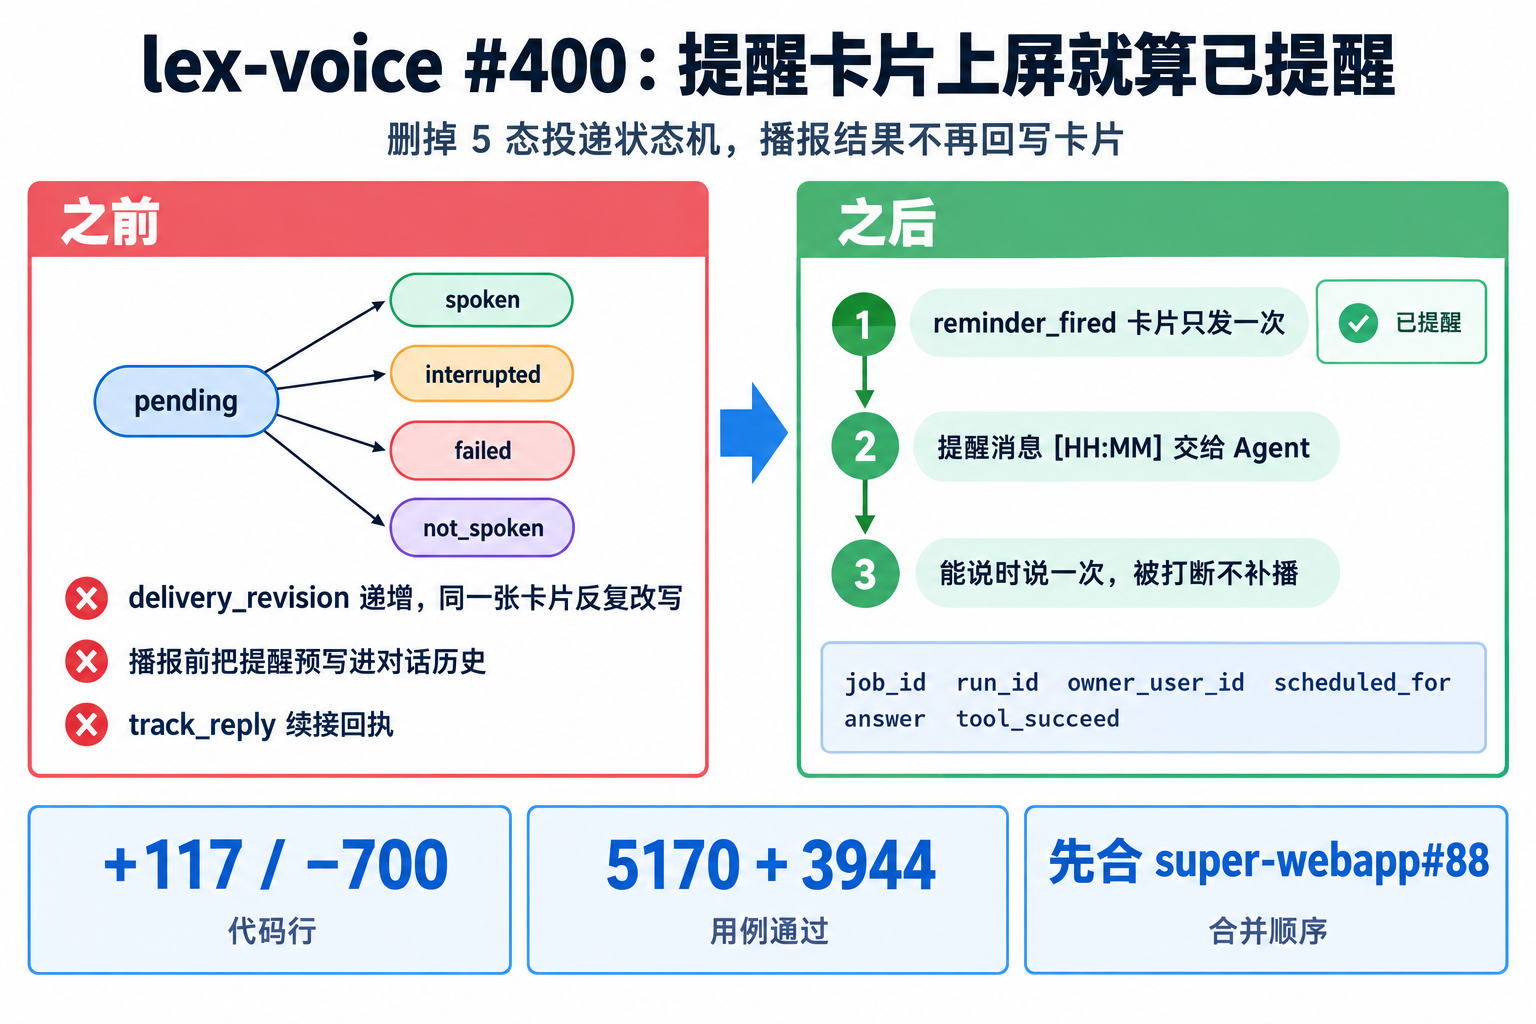 lex-voice #400：提醒卡片上屏就算已提醒
删掉 5 态投递状态机，播报结果不再回写卡片
之前
pending
spoken
interrupted
failed
not_spoken
delivery_revision 递增，同一张卡片反复改写
播报前把提醒预写进对话历史
track_reply 续接回执
之后
1
reminder_fired 卡片只发一次
已提醒
2
提醒消息 [HH:MM] 交给 Agent
3
能说时说一次，被打断不补播
job_id run_id owner_user_id scheduled_for
answer tool_succeed
+117 / −700
代码行
5170 + 3944
用例通过
先合 super-webapp#88
合并顺序